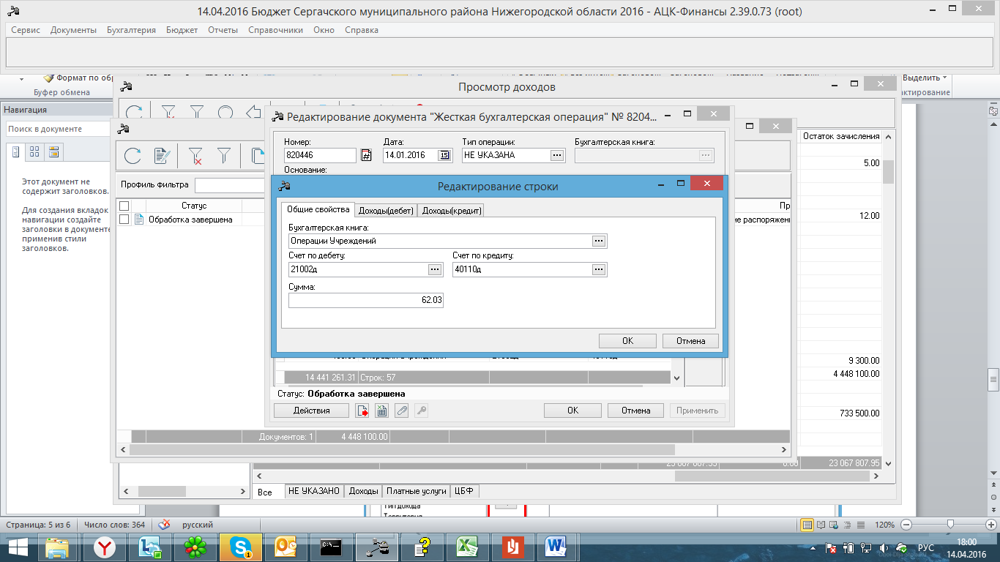 14.04.2016 Бюджет Сергачского муниципального района Нижегородской области 2016 - АЦК-Финансы 2.39.0.73 (root)
Сервис Документы Бухгалтерия Бюджет Отчеты Справочники Окно Справка
Формат по обр
Выделить
Буфер обмена
ктирование
Просмотр доходов
Навигация
Поиск в документе
Этот документ не
содержит заголовков.
Для создания вкладок
навигации создайте
заголовки в документе,
применив стили
заголовков.
Редактирование документа "Жесткая бухгалтерская операция" № 8204...
Номер: Дата: Тип операции: Бухгалтерская книга:
820446 14.01.2016 НЕ УКАЗАНА
Основание:
Профиль фильтра
Статус
Обработка завершена
Пр
не распоряжен
Остаток зачисления
5.00
12.00
9 300.00
4 448 100.00
733 500.00
23 067 807.95
Редактирование строки
Общие свойства Доходы(дебет) Доходы(кредит)
Бухгалтерская книга:
Операции Учреждений
Счет по дебету: Счет по кредиту:
21002д 40110д
Сумма:
62.03
OK Отмена
14 441 261.31 Строк: 57
Статус: Обработка завершена
Действия OK Отмена Применить
Документов: 1 4 448 100.00
Все НЕ УКАЗАНО Доходы Платные услуги ЦБФ
Тип дохода
Страница: 5 из 6 Число слов: 364 русский 120%
РУС
18:00
14.04.2016